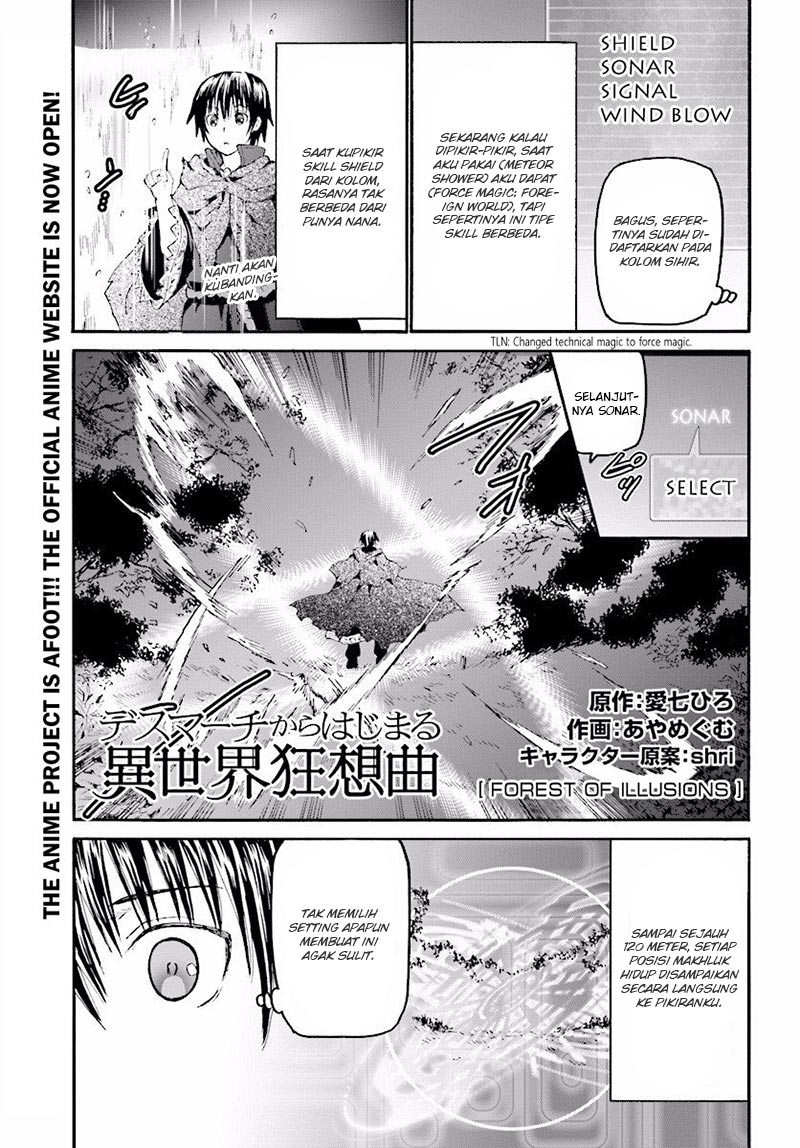 SHIELD
SONAR
SIGNAL
WIND BLOW
BAGUS, SEPER-
TINYA SUDAH DI-
DAFTARKAN PADA
KOLOM SIHIR.
SEKARANG KALAU
DIPIKIR-PIKIR, SAAT
AKU PAKAI (METEOR
SHOWER) AKU DAPAT
(FORCE MAGIC: FORE-
IGN WORLD), TAPI
SEPERTINYA INI TIPE
SKILL BERBEDA.
SAAT KUPIKIR
SKILL SHIELD
DARI KOLOM,
RASANYA TAK
BERBEDA DARI
PUNYA NANA.
NANTI AKAN
KUBANDING-
KAN.
TLN: Changed technical magic to force magic.
THE ANIME PROJECT IS AFOOT!!! THE OFFICIAL ANIME WEBSITE IS NOW OPEN!
SELANJUT-
NYA SONAR.
SONAR
SELECT
ピッ
デスマーチからはじまる
異世界狂想曲
原作:愛七ひろ
作画:あやめぐむ
キャラクター原案:shri
[ FOREST OF ILLUSIONS ]
SAMPAI SEJAUH
120 METER, SETIAP
POSISI MAKHLUK
HIDUP DISAMPAIKAN
SECARA LANGSUNG
KE PIKIRANKU.
TAK MEMILIH
SETTING APAPUN
MEMBUAT INI
AGAK SULIT.